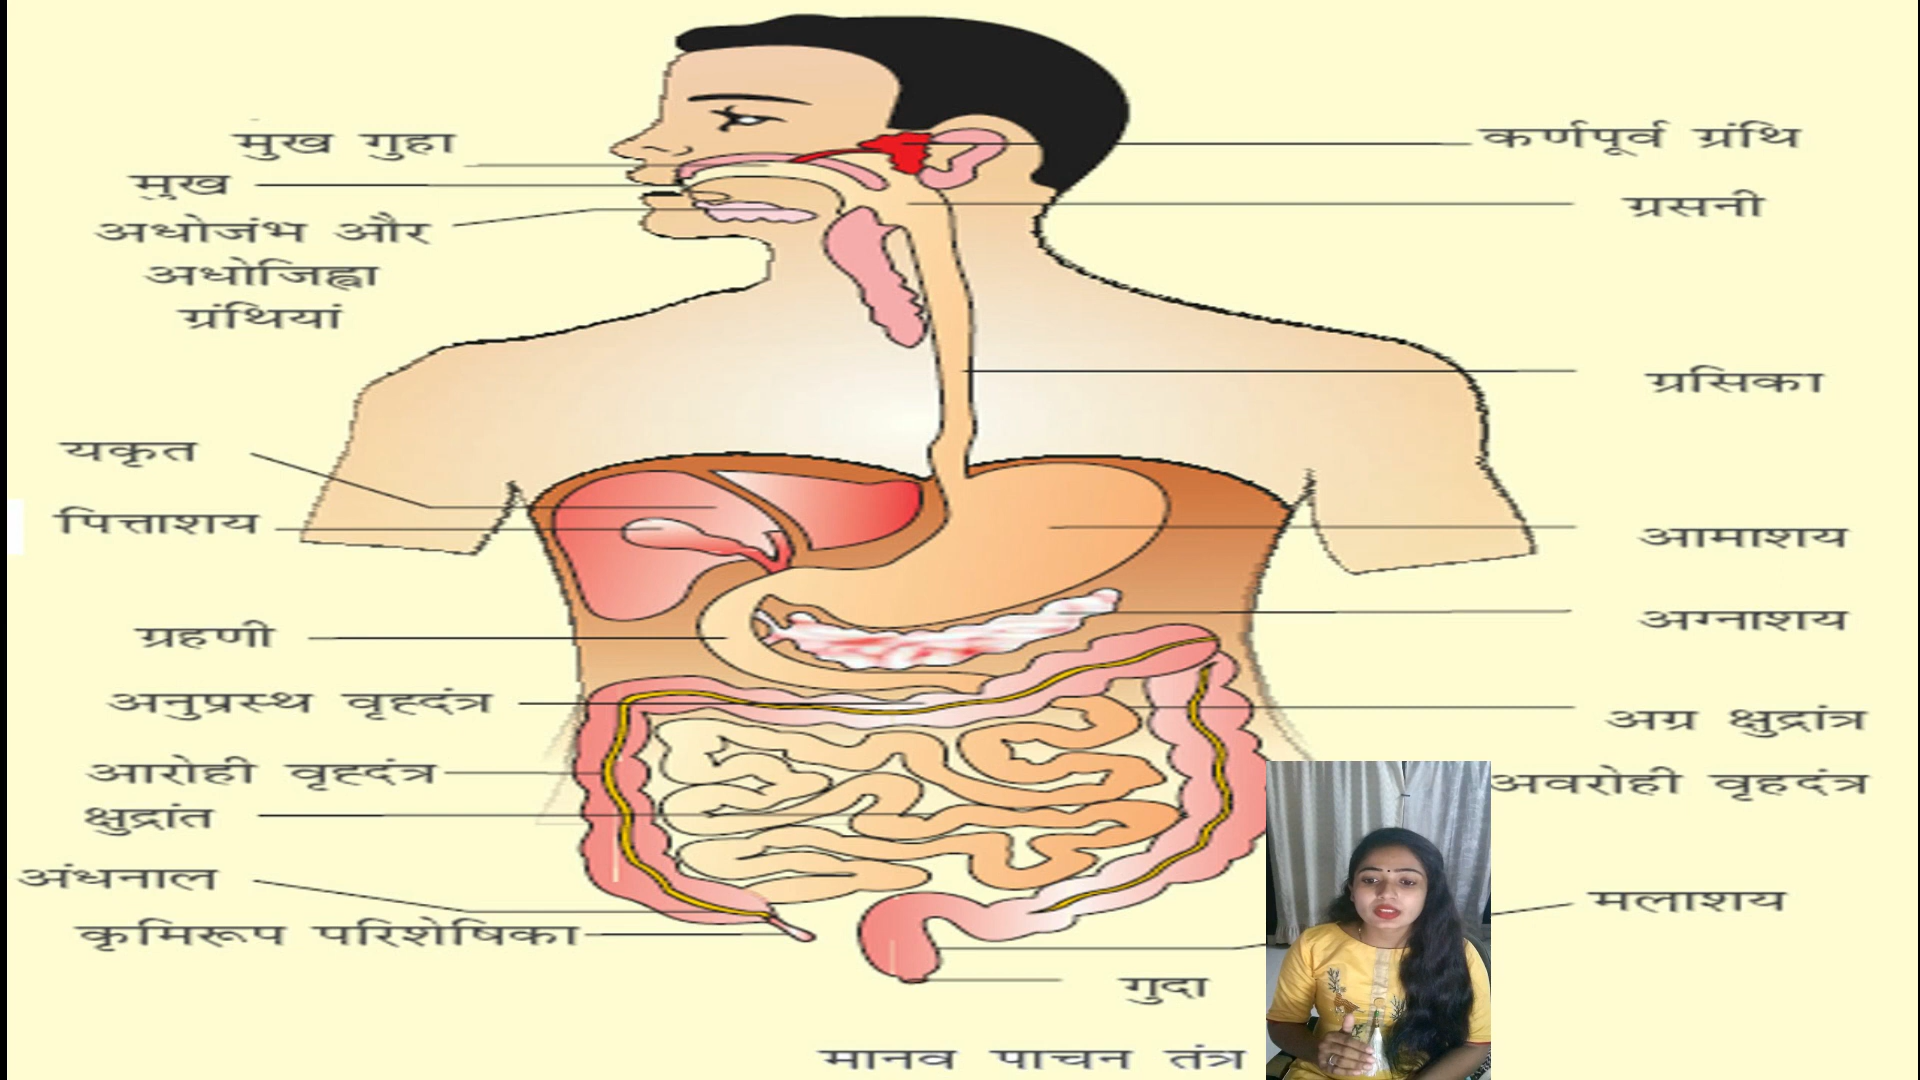 मुख गुहा
मुख
अधोजंभ और
अधोजिह्वा
ग्रंथियां
यकृत
पित्ताशय
ग्रहणी
अनुप्रस्थ वृहदंत्र
आरोही वृहदंत्र
क्षुद्रांत
अंधनाल
कृमिरूप परिशेषिका
कर्णपूर्व ग्रंथि
ग्रसनी
ग्रसिका
आमाशय
अग्नाशय
अग्र क्षुद्रांत्र
अवरोही वृहदंत्र
मलाशय
गुदा
मानव पाचन तंत्र